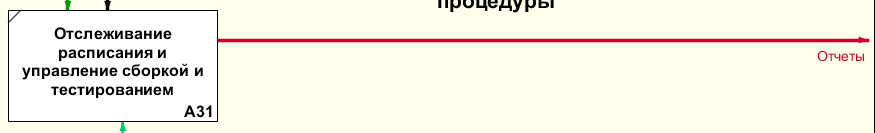 процедуры
Отслеживание
расписания и
управление сборкой и
тестированием
A31
Отчеты